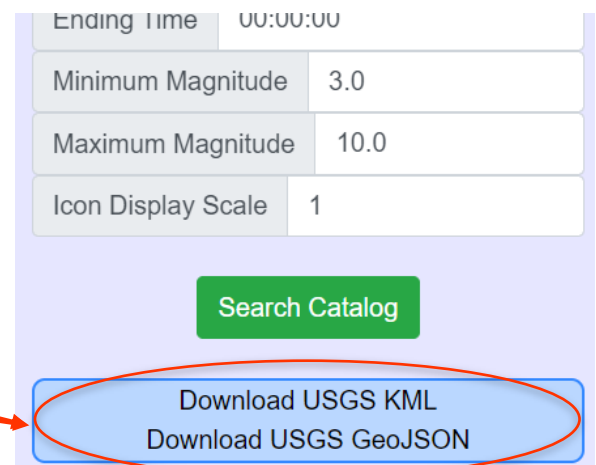 Ending Time 00:00:00
Minimum Magnitude 3.0
Maximum Magnitude 10.0
Icon Display Scale 1
Search Catalog
Download USGS KML
Download USGS GeoJSON